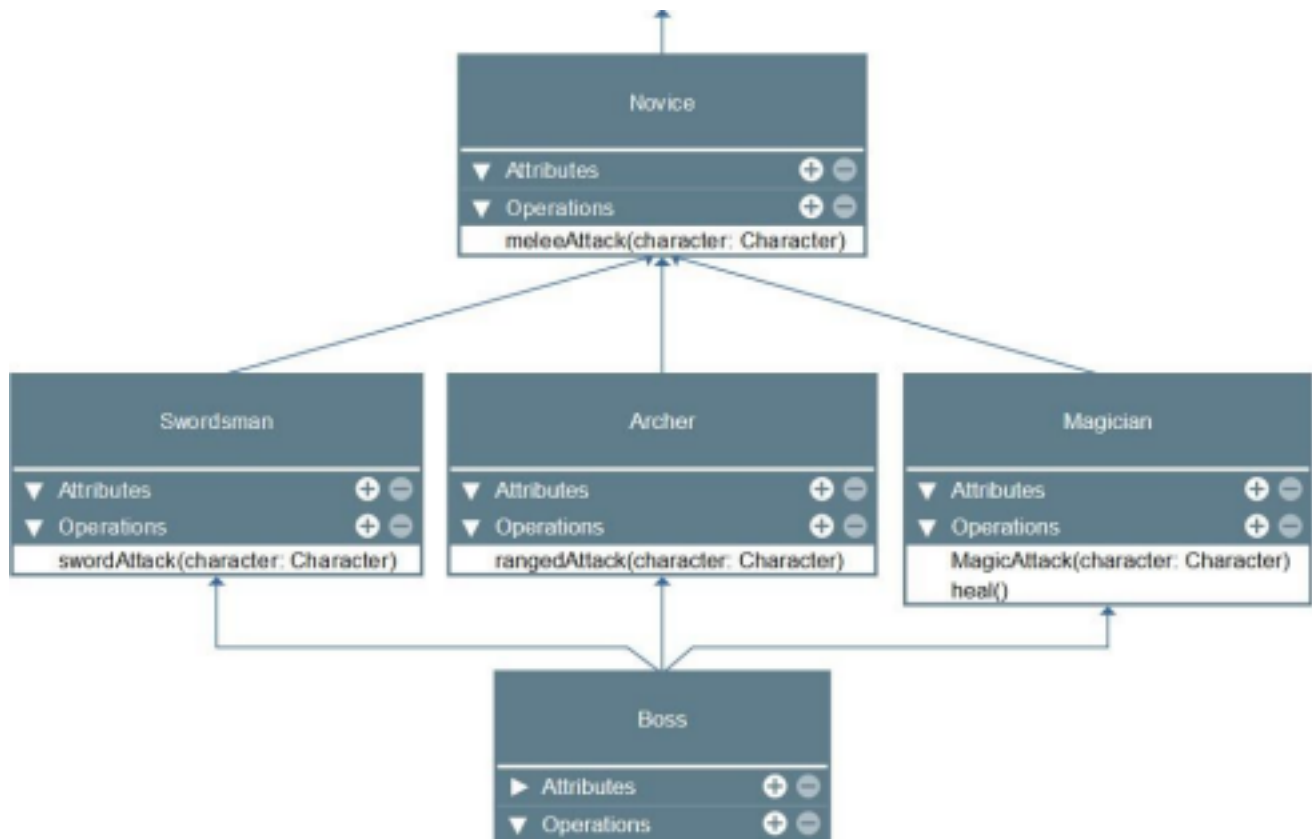 Novice
Attributes
Operations
meleeAttack(character: Character)
Swordsman
Attributes
Operations
swordAttack(character: Character)
Archer
Attributes
Operations
rangedAttack(character: Character)
Magician
Attributes
Operations
MagicAttack(character: Character)
heal()
Boss
Attributes
Operations